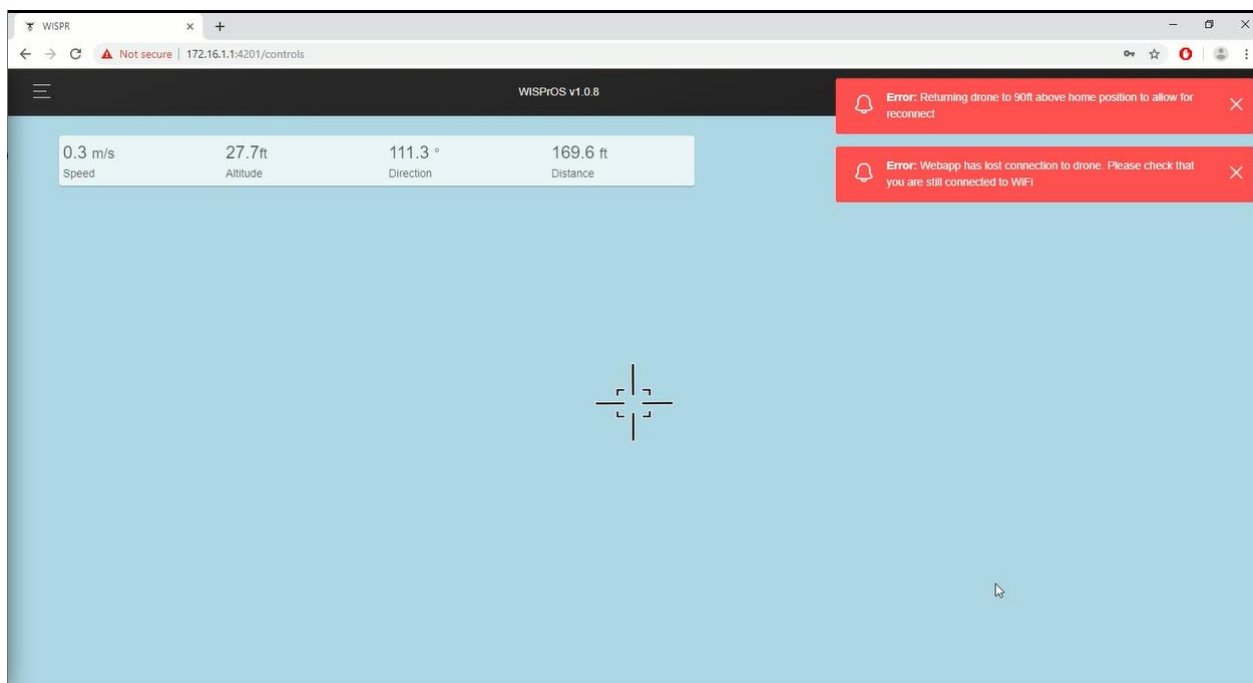 WISPR
Not secure | 172.16.1.1:4201/controls
WISPrOS v1.0.8
Error: Returning drone to 90ft above home position to allow for
reconnect
Error: Webapp has lost connection to drone. Please check that
you are still connected to WiFi
0.3 m/s 27.7ft 111.3 ° 169.6 ft
Speed Altitude Direction Distance